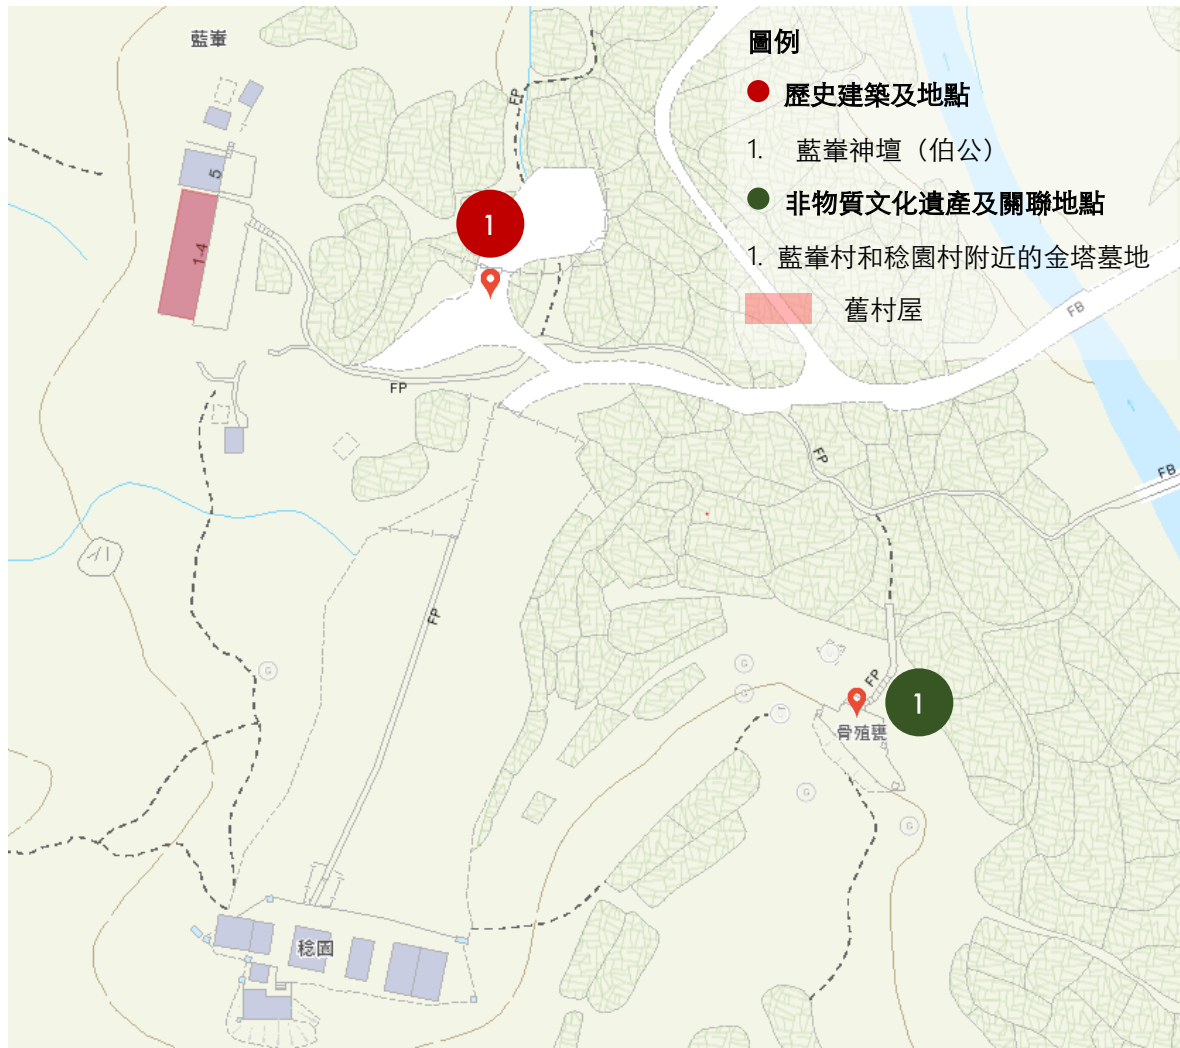 藍輋
圖例
歷史建築及地點
1. 藍輋神壇（伯公）
非物質文化遺產及關聯地點
1. 藍輋村和稔園村附近的金塔墓地
舊村屋
FP
5
1-4
1
FB
FP
FP
FB
FP
G
G
G
FP
1
骨殖甕
G
G
稔園